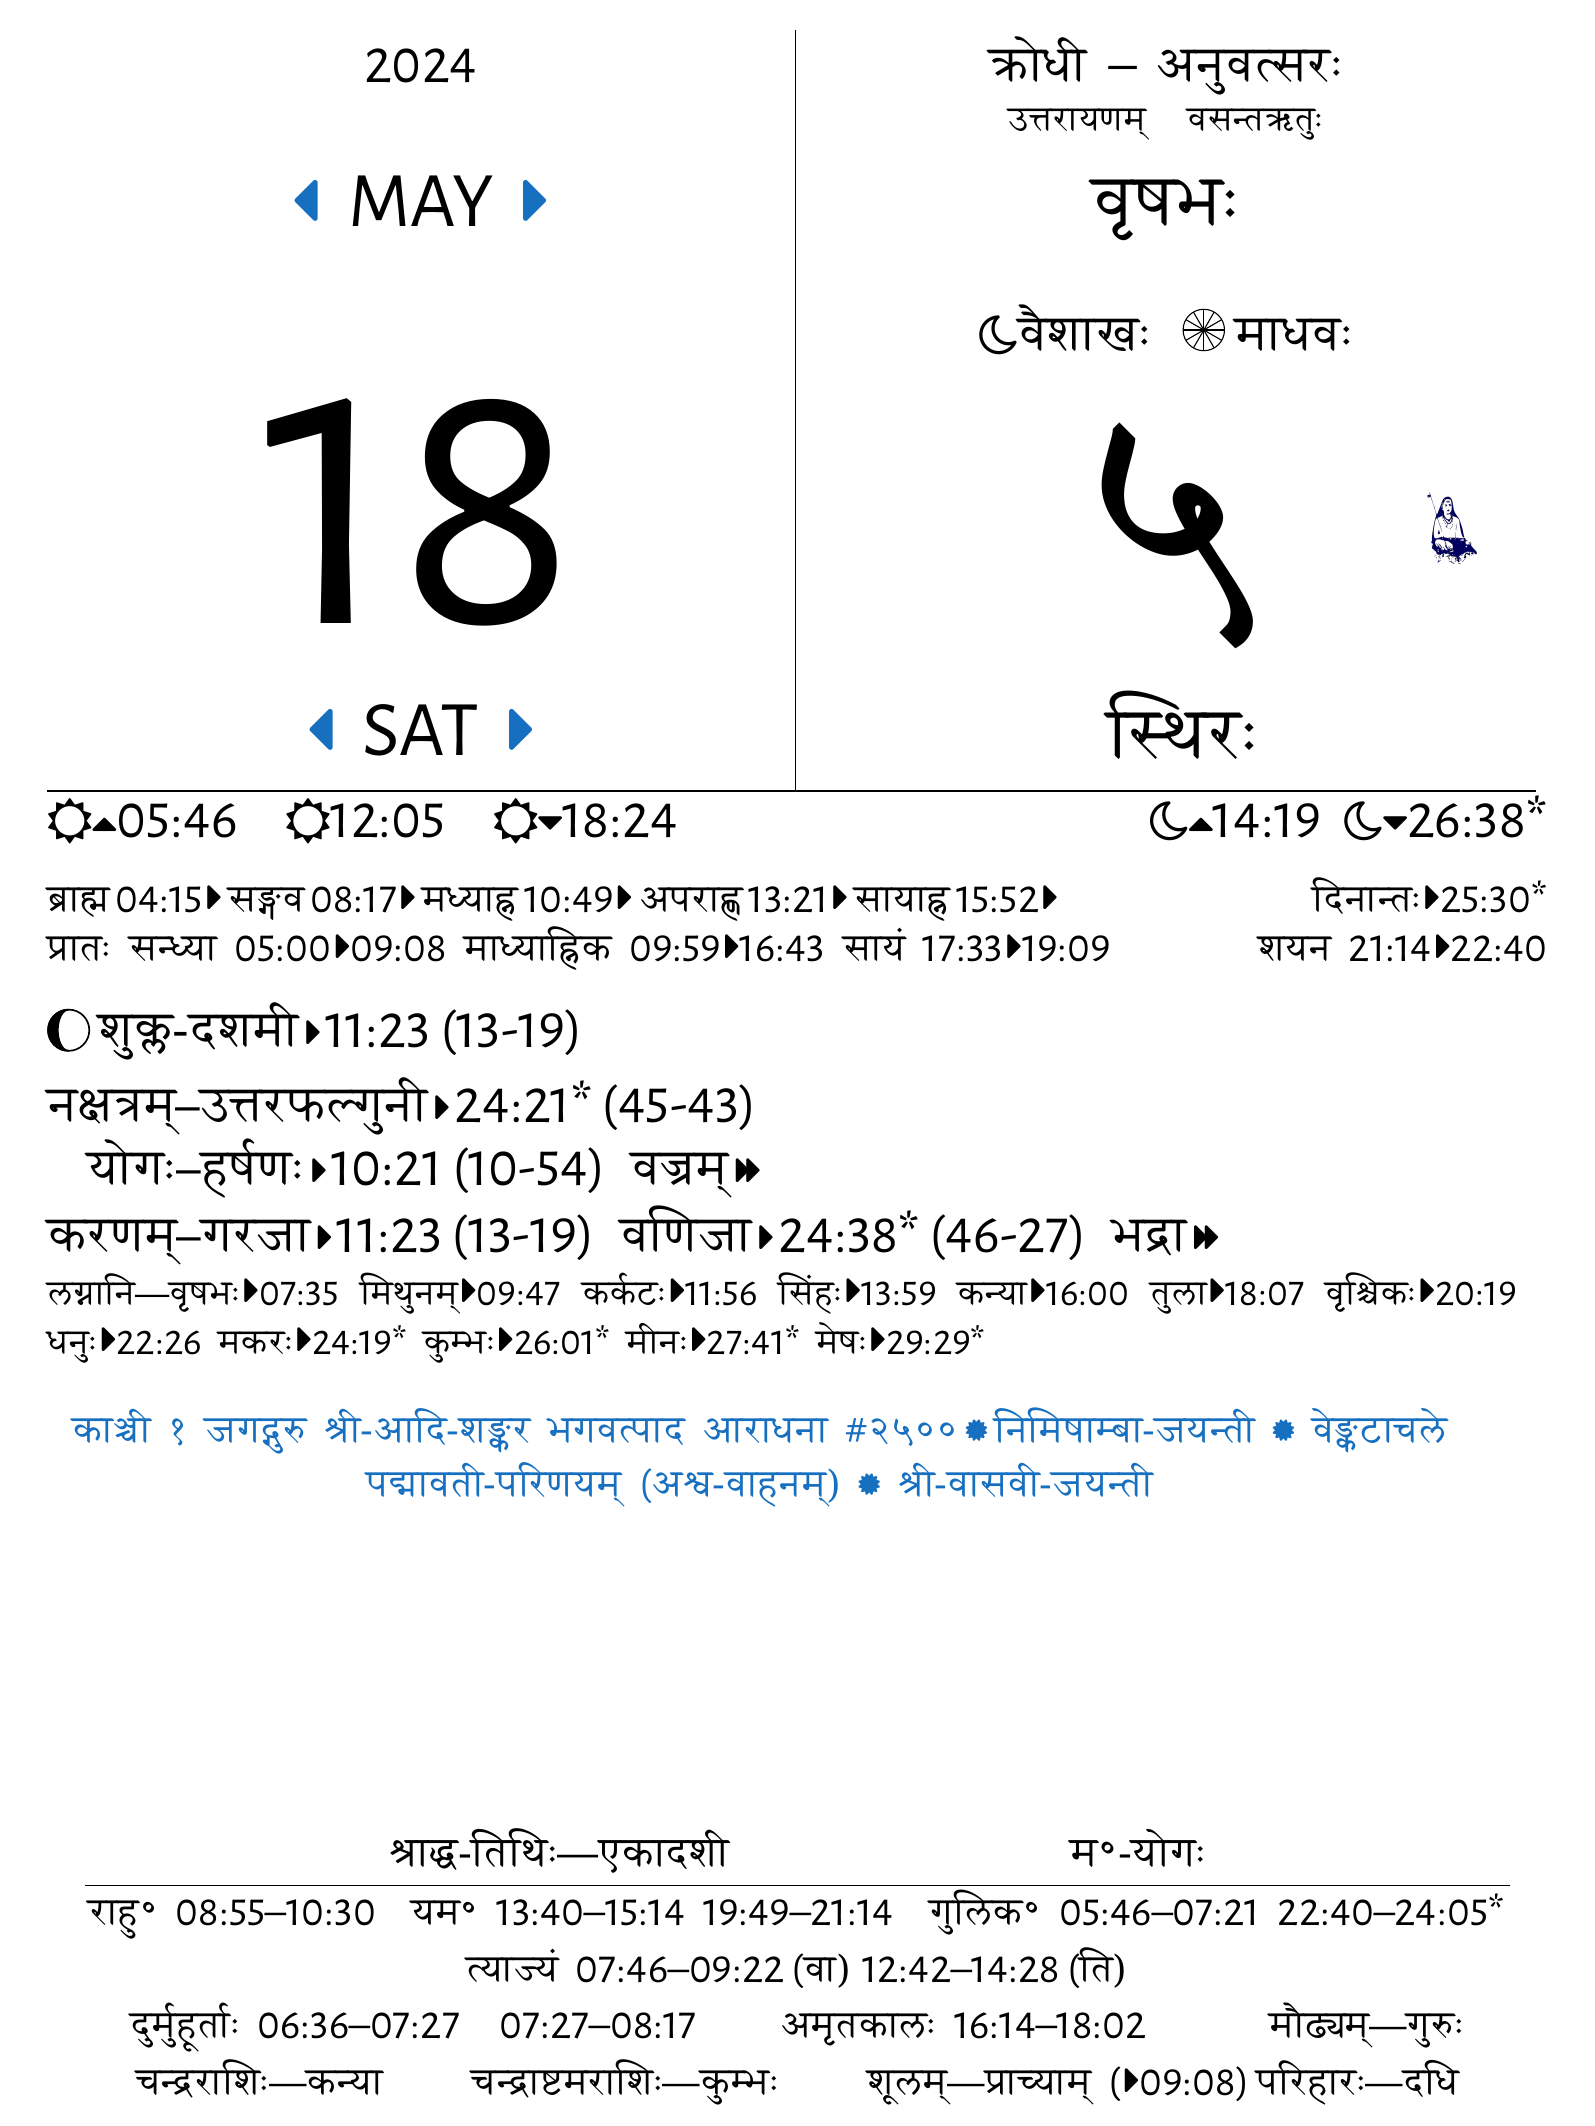 2024
MAY
18
SAT
क्रोधी – अनुवत्सरः
उत्तरायणम् वसन्तऋतुः
वृषभः
वैशाखः माधवः
५
स्थिरः
05:46 12:05 18:24 14:19 26:38*
ब्राह्म 04:15 सङ्गव 08:17 मध्याह्न 10:49 अपराह्ण 13:21 सायाह्न 15:52 दिनान्तः 25:30*
प्रातः सन्ध्या 05:00 09:08 माध्याह्निक 09:59 16:43 सायं 17:33 19:09 शयन 21:14 22:40
शुक्ल-दशमी 11:23 (13-19)
नक्षत्रम्–उत्तरफल्गुनी 24:21* (45-43)
योगः–हर्षणः 10:21 (10-54) वज्रम्
करणम्–गरजा 11:23 (13-19) वणिजा 24:38* (46-27) भद्रा
लग्नानि—वृषभः 07:35 मिथुनम् 09:47 कर्कटः 11:56 सिंहः 13:59 कन्या 16:00 तुला 18:07 वृश्चिकः 20:19
धनुः 22:26 मकरः 24:19* कुम्भः 26:01* मीनः 27:41* मेषः 29:29*
काञ्ची १ जगद्गुरु श्री-आदि-शङ्कर भगवत्पाद आराधना #२५०० निमिषाम्बा-जयन्ती वेङ्कटाचले
पद्मावती-परिणयम् (अश्व-वाहनम्) श्री-वासवी-जयन्ती
श्राद्ध-तिथिः—एकादशी म॰-योगः
राहु॰ 08:55–10:30 यम॰ 13:40–15:14 19:49–21:14 गुलिक॰ 05:46–07:21 22:40–24:05*
त्याज्यं 07:46–09:22 (वा) 12:42–14:28 (ति)
दुर्मुहूर्ताः 06:36–07:27 07:27–08:17 अमृतकालः 16:14–18:02 मौढ्यम्—गुरुः
चन्द्रराशिः—कन्या चन्द्राष्टमराशिः—कुम्भः शूलम्—प्राच्याम् (09:08) परिहारः—दधि